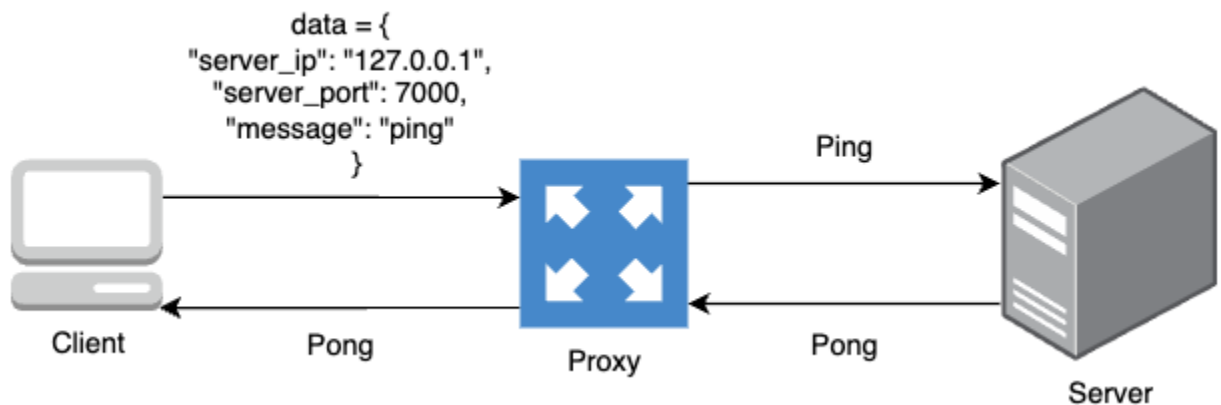 data = {
"server_ip": "127.0.0.1",
"server_port": 7000,
"message": "ping"
}
Ping
Client
Pong
Proxy
Pong
Server